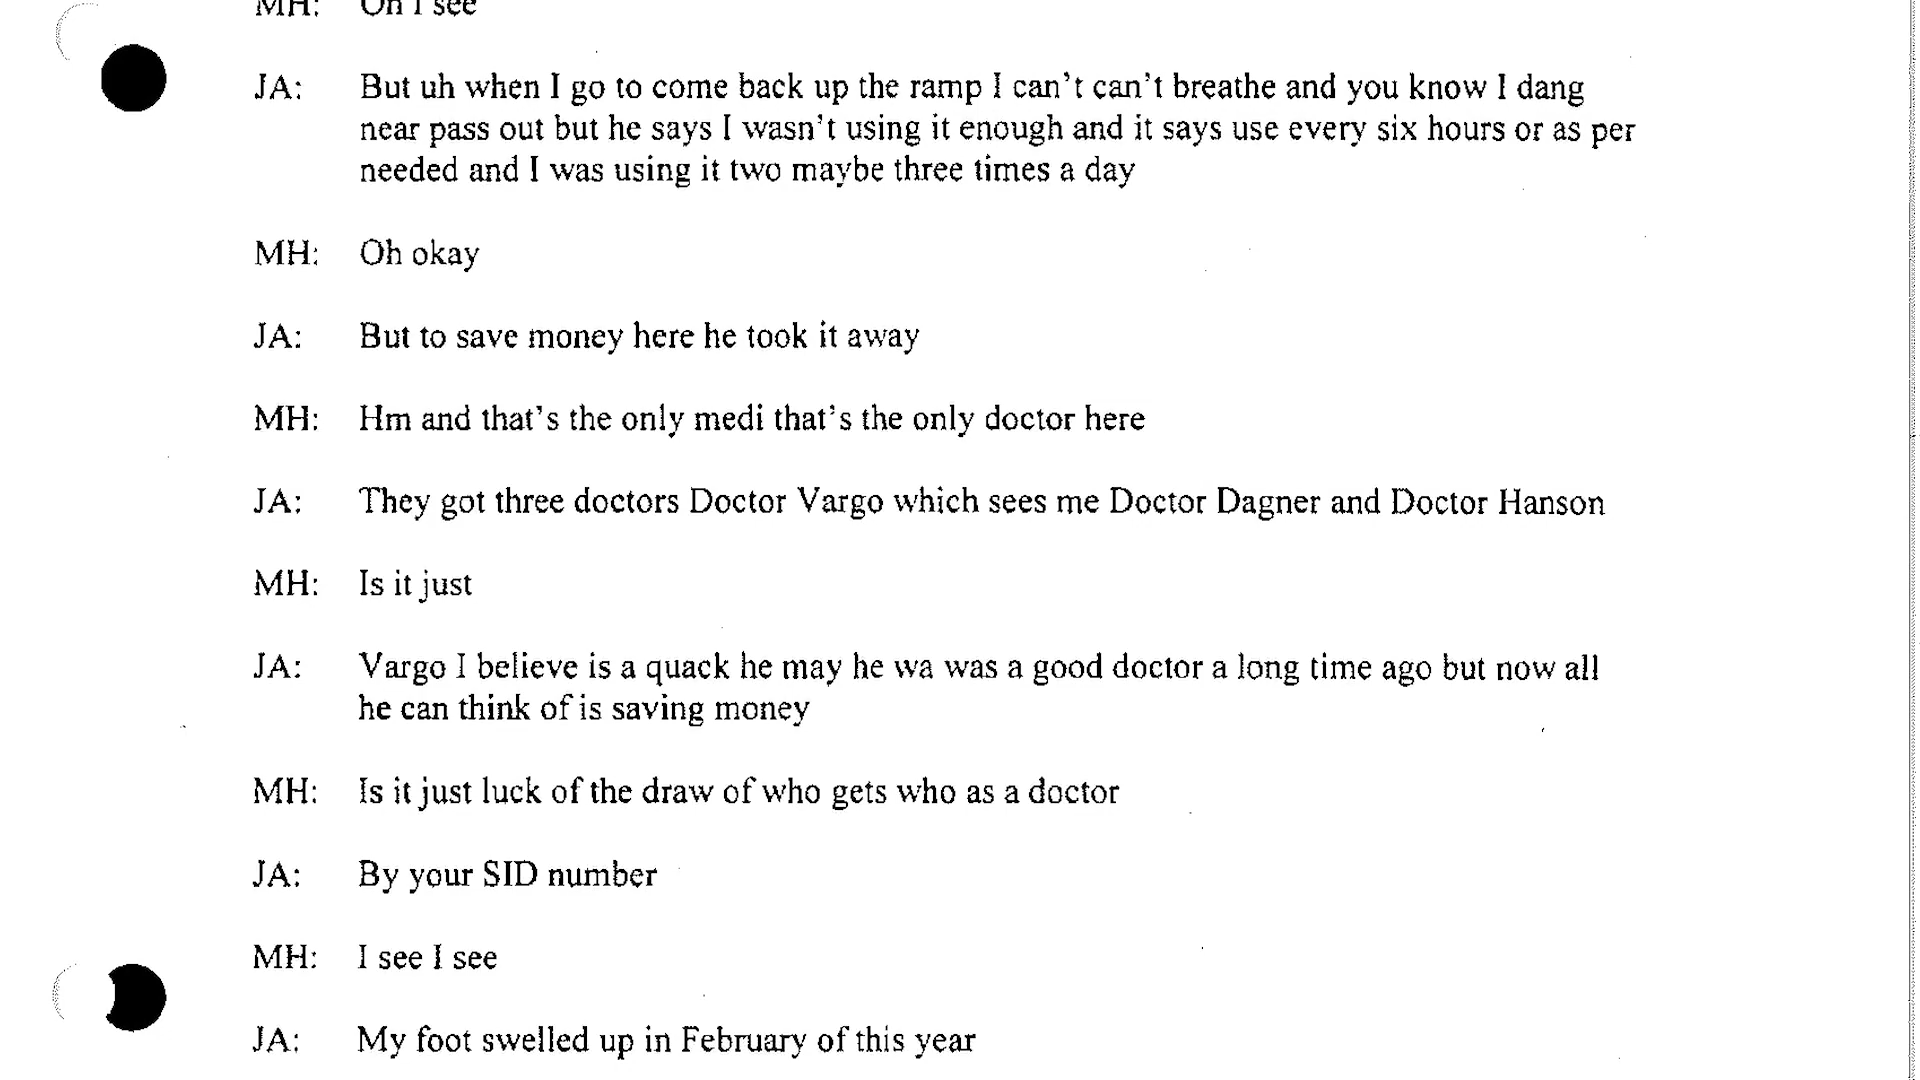 MH: Oh I see
JA: But uh when I go to come back up the ramp I can't can't breathe and you know I dang
near pass out but he says I wasn't using it enough and it says use every six hours or as per
needed and I was using it two maybe three times a day
MH: Oh okay
JA: But to save money here he took it away
MH: Hm and that's the only medi that's the only doctor here
JA: They got three doctors Doctor Vargo which sees me Doctor Dagner and Doctor Hanson
MH: Is it just
JA: Vargo I believe is a quack he may he wa was a good doctor a long time ago but now all
he can think of is saving money
MH: Is it just luck of the draw of who gets who as a doctor
JA: By your SID number
MH: I see I see
JA: My foot swelled up in February of this year